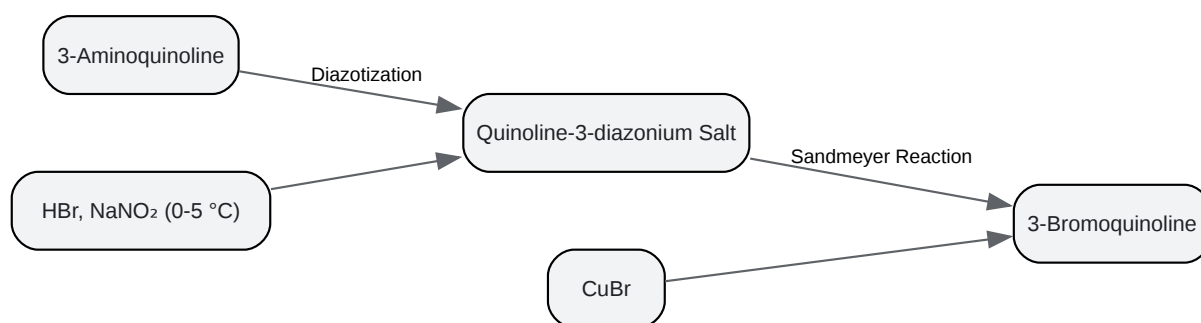 3-Aminoquinoline
Diazotization
Quinoline-3-diazonium Salt
Sandmeyer Reaction
HBr, NaNO₂ (0-5 °C)
3-Bromoquinoline
CuBr